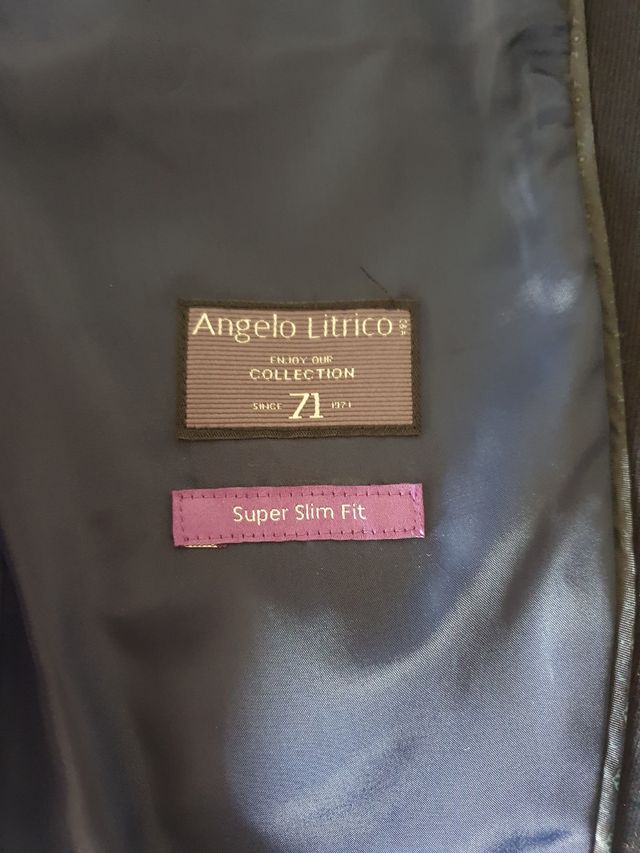 Angelo Litrico C&A
ENJOY OUR
COLLECTION
SINCE 71 1971
Super Slim Fit